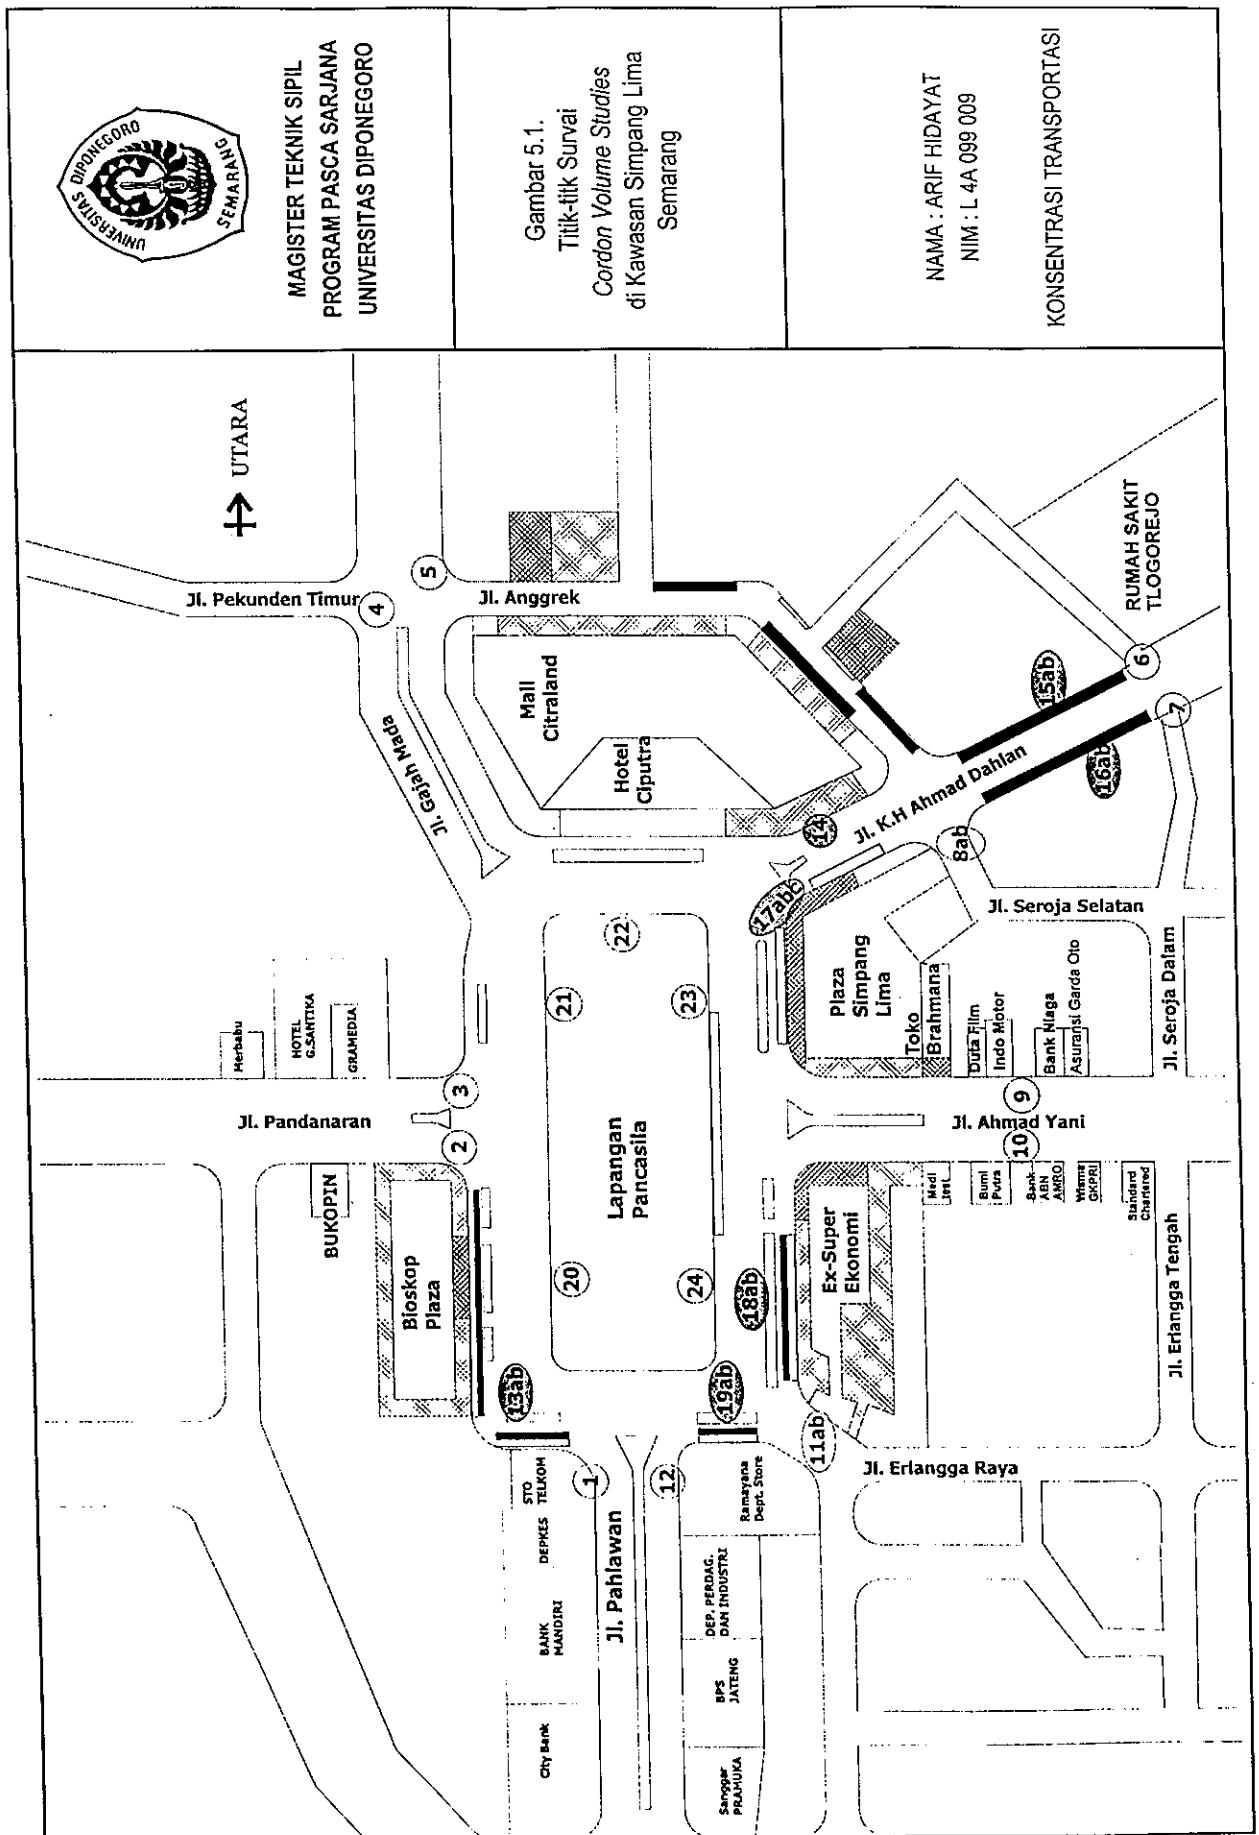 UNIVERSITAS DIPONEGORO
SEMARANG
MAGISTER TEKNIK SIPIL
PROGRAM PASCA SARJANA
UNIVERSITAS DIPONEGORO
Gambar 5.1.
Titik-titk Survai
Cordon Volume Studies
di Kawasan Simpang Lima
Semarang
NAMA : ARIF HIDAYAT
NIM : L 4A 099 009
KONSENTRASI TRANSPORTASI
UTARA
Jl. Pekunden Timur
4
5
Jl. Anggrek
Jl. Gajah Mada
Mall
Citraland
Hotel
Ciputra
RUMAH SAKIT
TLOGOREJO
6
7
15ab
16ab
Jl. K.H Ahmad Dahlan
14
8ab
17abc
Jl. Seroja Selatan
Jl. Seroja Dalam
Plaza
Simpang
Lima
Toko
Brahmana
Duta Film
Indo Motor
Bank Niaga
Asuransi Garda Oto
Merbabu
HOTEL
G.SANTIKA
GRAMEDIA
Jl. Pandanaran
3
2
21
22
23
Lapangan
Pancasila
20
24
9
10
Jl. Ahmad Yani
BUKOPIN
Bioskop
Plaza
Ex-Super
Ekonomi
Medi
test
Bumi
Putra
Bank
ABN
AMRO
Wisma
GKPRI
Standard
Chartered
Jl. Erlangga Tengah
13ab
18ab
19ab
11ab
Jl. Erlangga Raya
1
12
STO
TELKOM
DEPKES
BANK
MANDIRI
City Bank
Jl. Pahlawan
Ramayana
Dept. Store
DEP. PERDAG.
DAN INDUSTRI
BPS
JATENG
Sanggar
PRAMUKA